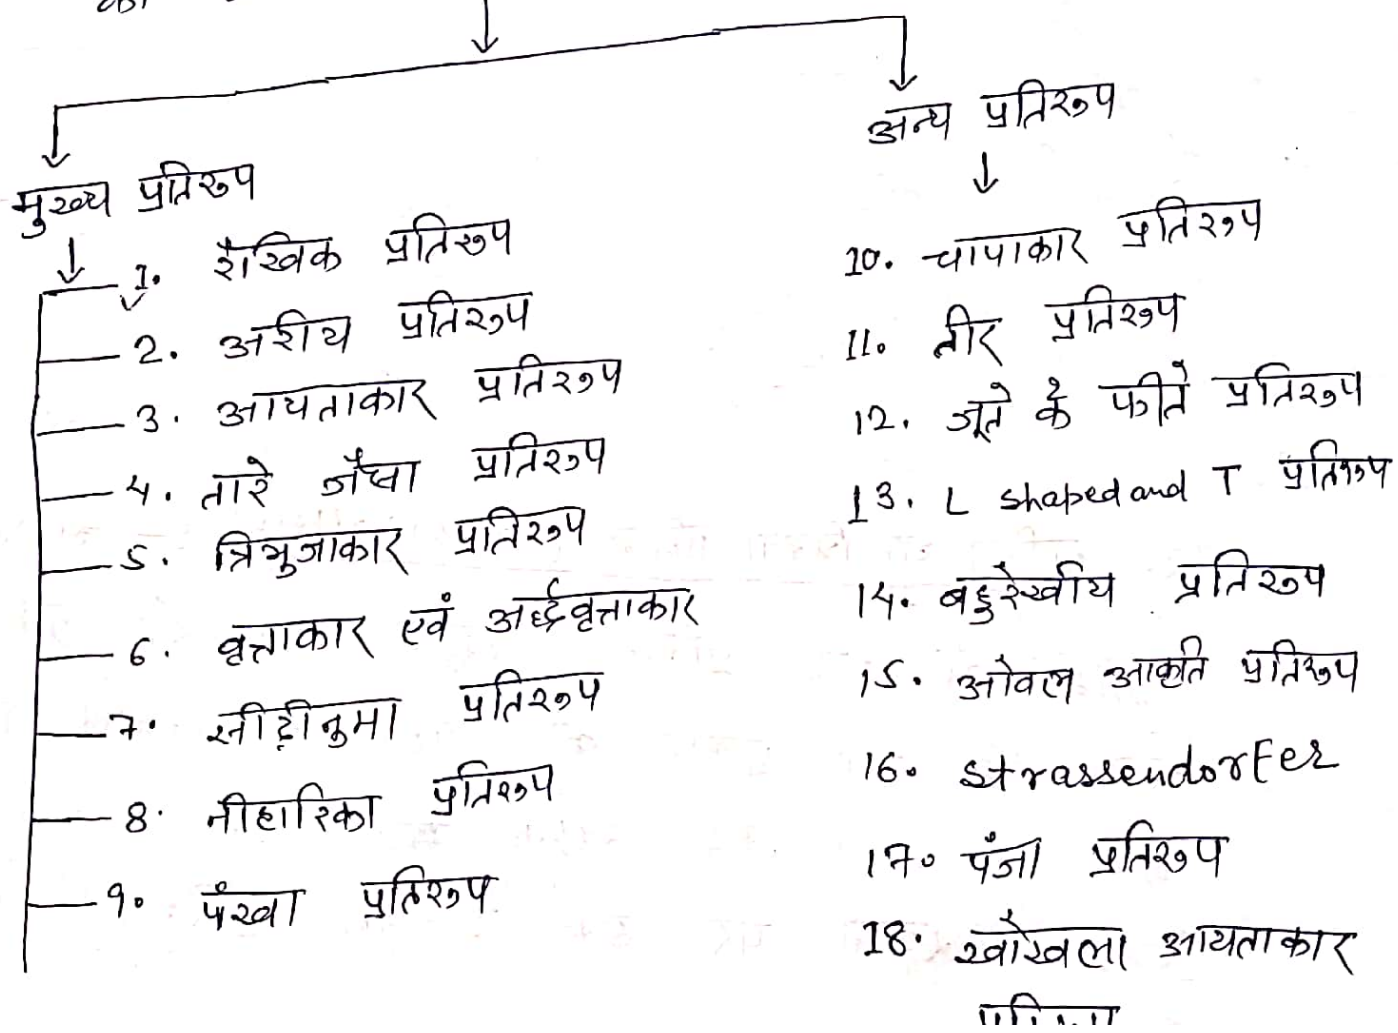 मुख्य प्रतिरूप
1. रैखिक प्रतिरूप
2. अरीय प्रतिरूप
3. आयताकार प्रतिरूप
4. तारे जैसा प्रतिरूप
5. त्रिभुजाकार प्रतिरूप
6. वृत्ताकार एवं अर्द्धवृत्ताकार
7. सीढ़ीनुमा प्रतिरूप
8. नीहारिका प्रतिरूप
9. पंखा प्रतिरूप
अन्य प्रतिरूप
10. चापाकार प्रतिरूप
11. तीर प्रतिरूप
12. जूते के फीते प्रतिरूप
13. L shaped and T प्रतिरूप
14. बहुरेखीय प्रतिरूप
15. ओवल आकृति प्रतिरूप
16. Strassendorfer
17. पंजा प्रतिरूप
18. खोखला आयताकार